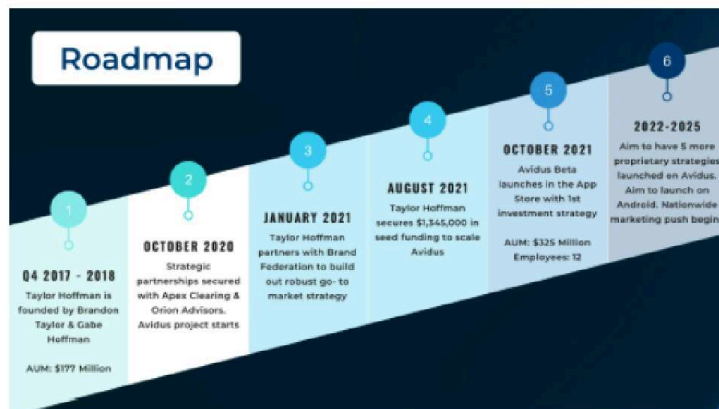 Roadmap
1
Q4 2017 - 2018
Taylor Hoffman is
founded by Brandon
Taylor & Gabe
Hoffman
AUM: $177 Million
2
OCTOBER 2020
Strategic
partnerships secured
with Apex Clearing &
Orion Advisors.
Avidus project starts
3
JANUARY 2021
Taylor Hoffman
partners with Brand
Federation to build
out robust go- to
market strategy
4
AUGUST 2021
Taylor Hoffman
secures $1,345,000 in
seed funding to scale
Avidus
5
OCTOBER 2021
Avidus Beta
launches in the App
Store with 1st
investment strategy
AUM: $325 Million
Employees: 12
6
2022-2025
Aim to have 5 more
proprietary strategies
launched on Avidus.
Aim to launch on
Android. Nationwide
marketing push begin